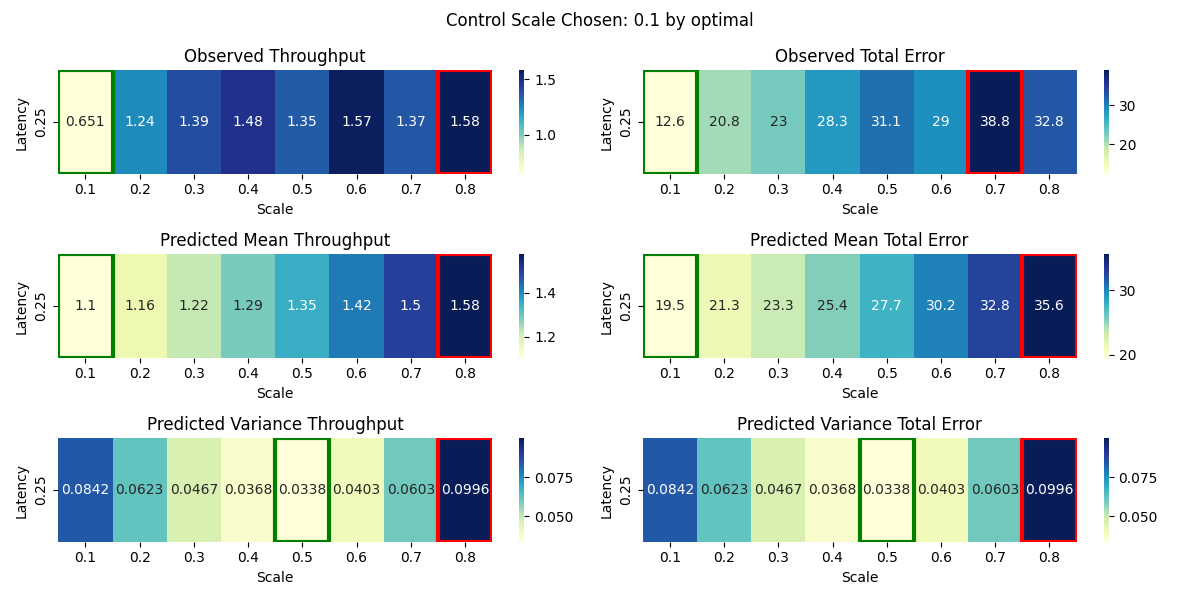 Control Scale Chosen: 0.1 by optimal
Observed Throughput
Latency
0.25
0.651 1.24 1.39 1.48 1.35 1.57 1.37 1.58
0.1 0.2 0.3 0.4 0.5 0.6 0.7 0.8
Scale
1.5
1.0
Observed Total Error
Latency
0.25
12.6 20.8 23 28.3 31.1 29 38.8 32.8
0.1 0.2 0.3 0.4 0.5 0.6 0.7 0.8
Scale
30
20
Predicted Mean Throughput
Latency
0.25
1.1 1.16 1.22 1.29 1.35 1.42 1.5 1.58
0.1 0.2 0.3 0.4 0.5 0.6 0.7 0.8
Scale
1.4
1.2
Predicted Mean Total Error
Latency
0.25
19.5 21.3 23.3 25.4 27.7 30.2 32.8 35.6
0.1 0.2 0.3 0.4 0.5 0.6 0.7 0.8
Scale
30
20
Predicted Variance Throughput
Latency
0.25
0.0842 0.0623 0.0467 0.0368 0.0338 0.0403 0.0603 0.0996
0.1 0.2 0.3 0.4 0.5 0.6 0.7 0.8
Scale
0.075
0.050
Predicted Variance Total Error
Latency
0.25
0.0842 0.0623 0.0467 0.0368 0.0338 0.0403 0.0603 0.0996
0.1 0.2 0.3 0.4 0.5 0.6 0.7 0.8
Scale
0.075
0.050